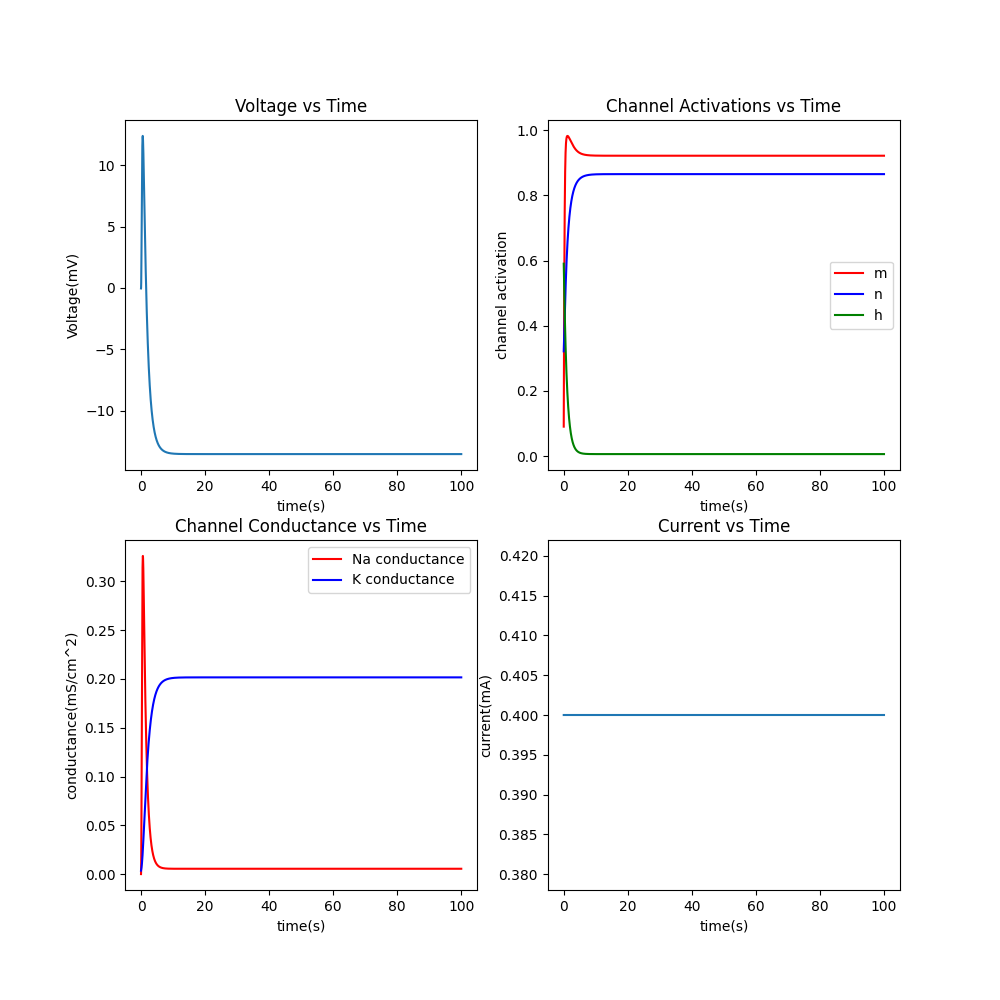 Voltage vs Time
10
5
0
−5
−10
Voltage(mV)
0 20 40 60 80 100
time(s)
Channel Activations vs Time
1.0
0.8
0.6
0.4
0.2
0.0
channel activation
m
n
h
0 20 40 60 80 100
time(s)
Channel Conductance vs Time
0.30
0.25
0.20
0.15
0.10
0.05
0.00
conductance(mS/cm^2)
Na conductance
K conductance
0 20 40 60 80 100
time(s)
Current vs Time
0.420
0.415
0.410
0.405
0.400
0.395
0.390
0.385
0.380
current(mA)
0 20 40 60 80 100
time(s)